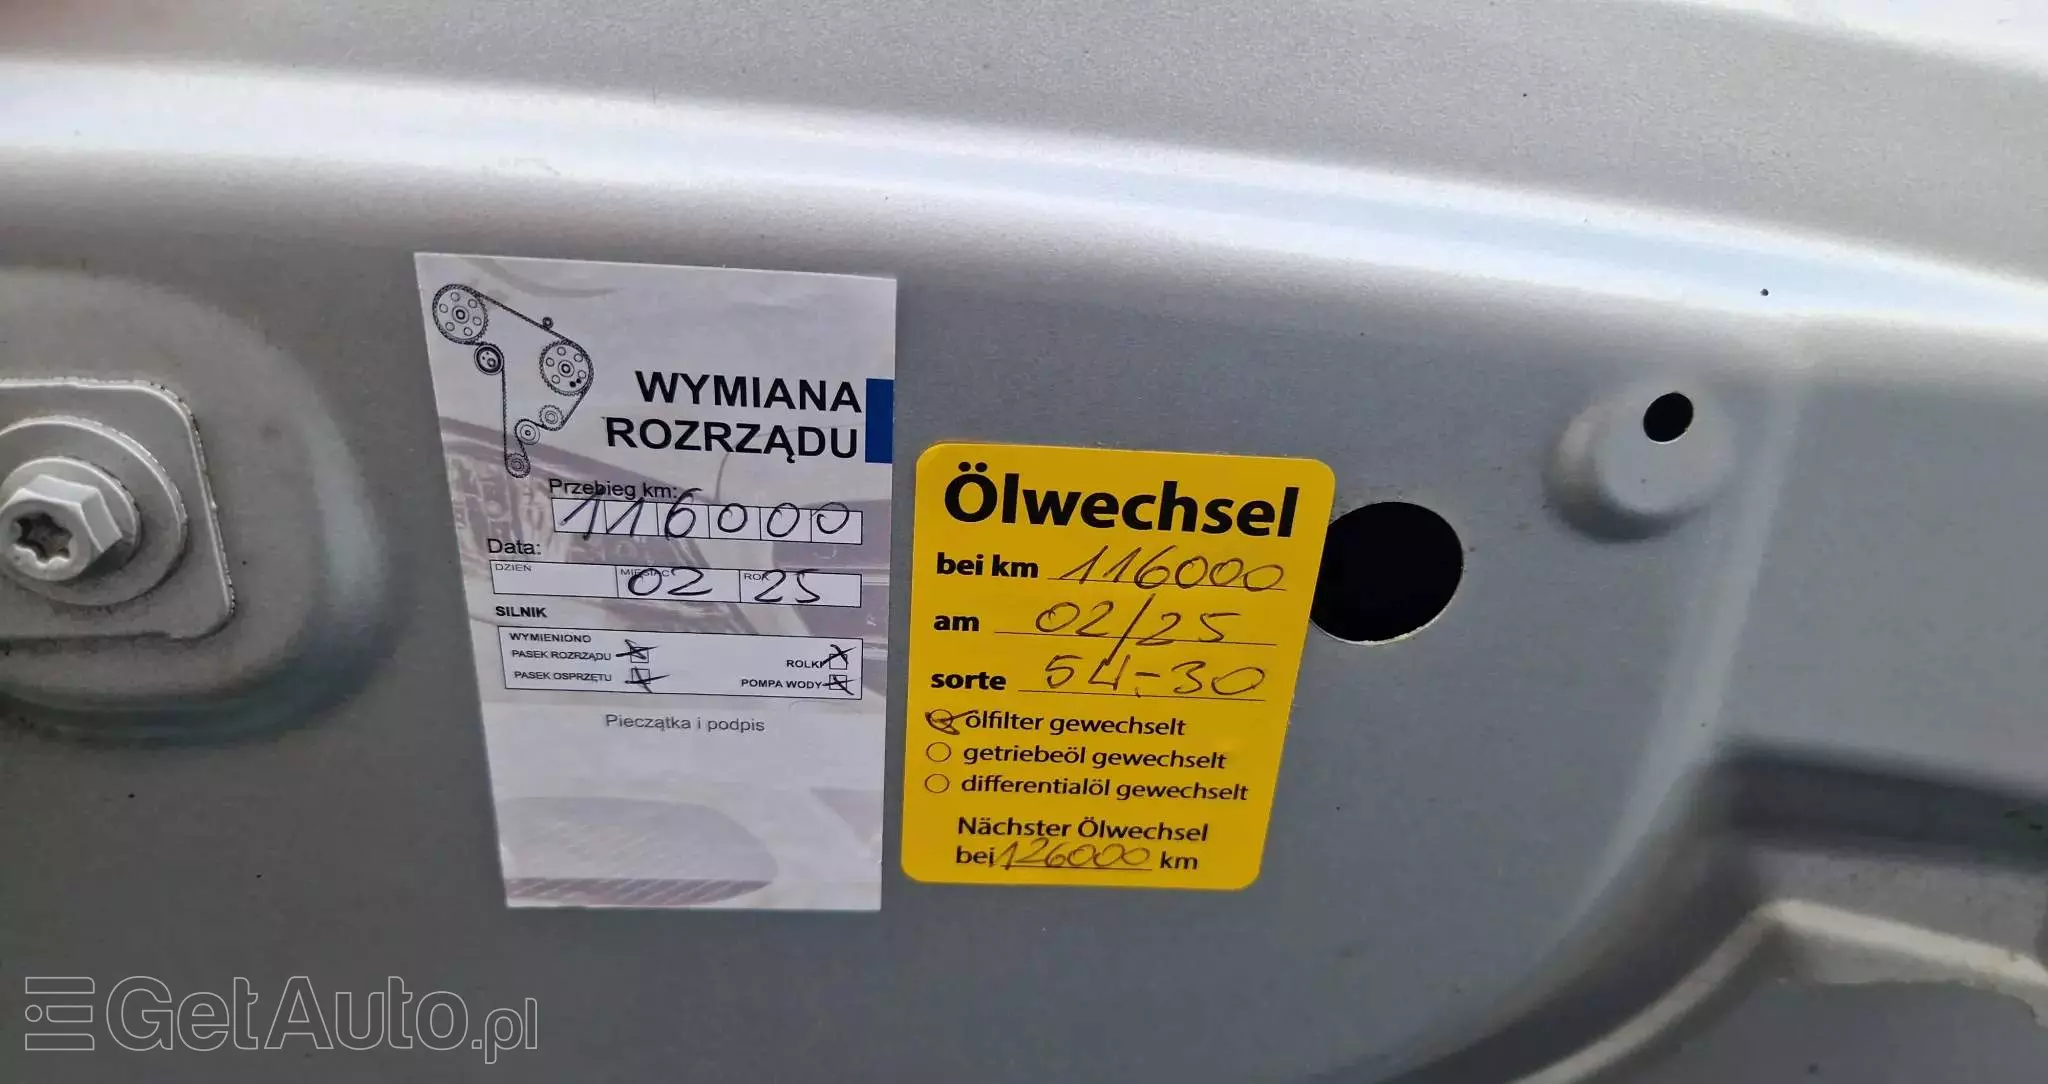 WYMIANA
ROZRZĄDU
Przebieg km:
116000
Data:
DZIEŃ MIESIĄC ROK
02 25
SILNIK
WYMIENIONO
PASEK ROZRZĄDU ROLKI
PASEK OSPRZĘTU POMPA WODY
Pieczątka i podpis
Ölwechsel
bei km 116000
am 02/25
sorte 54-30
ölfilter gewechselt
getriebeöl gewechselt
differentialöl gewechselt
Nächster Ölwechsel
bei 126000 km
GetAuto.pl